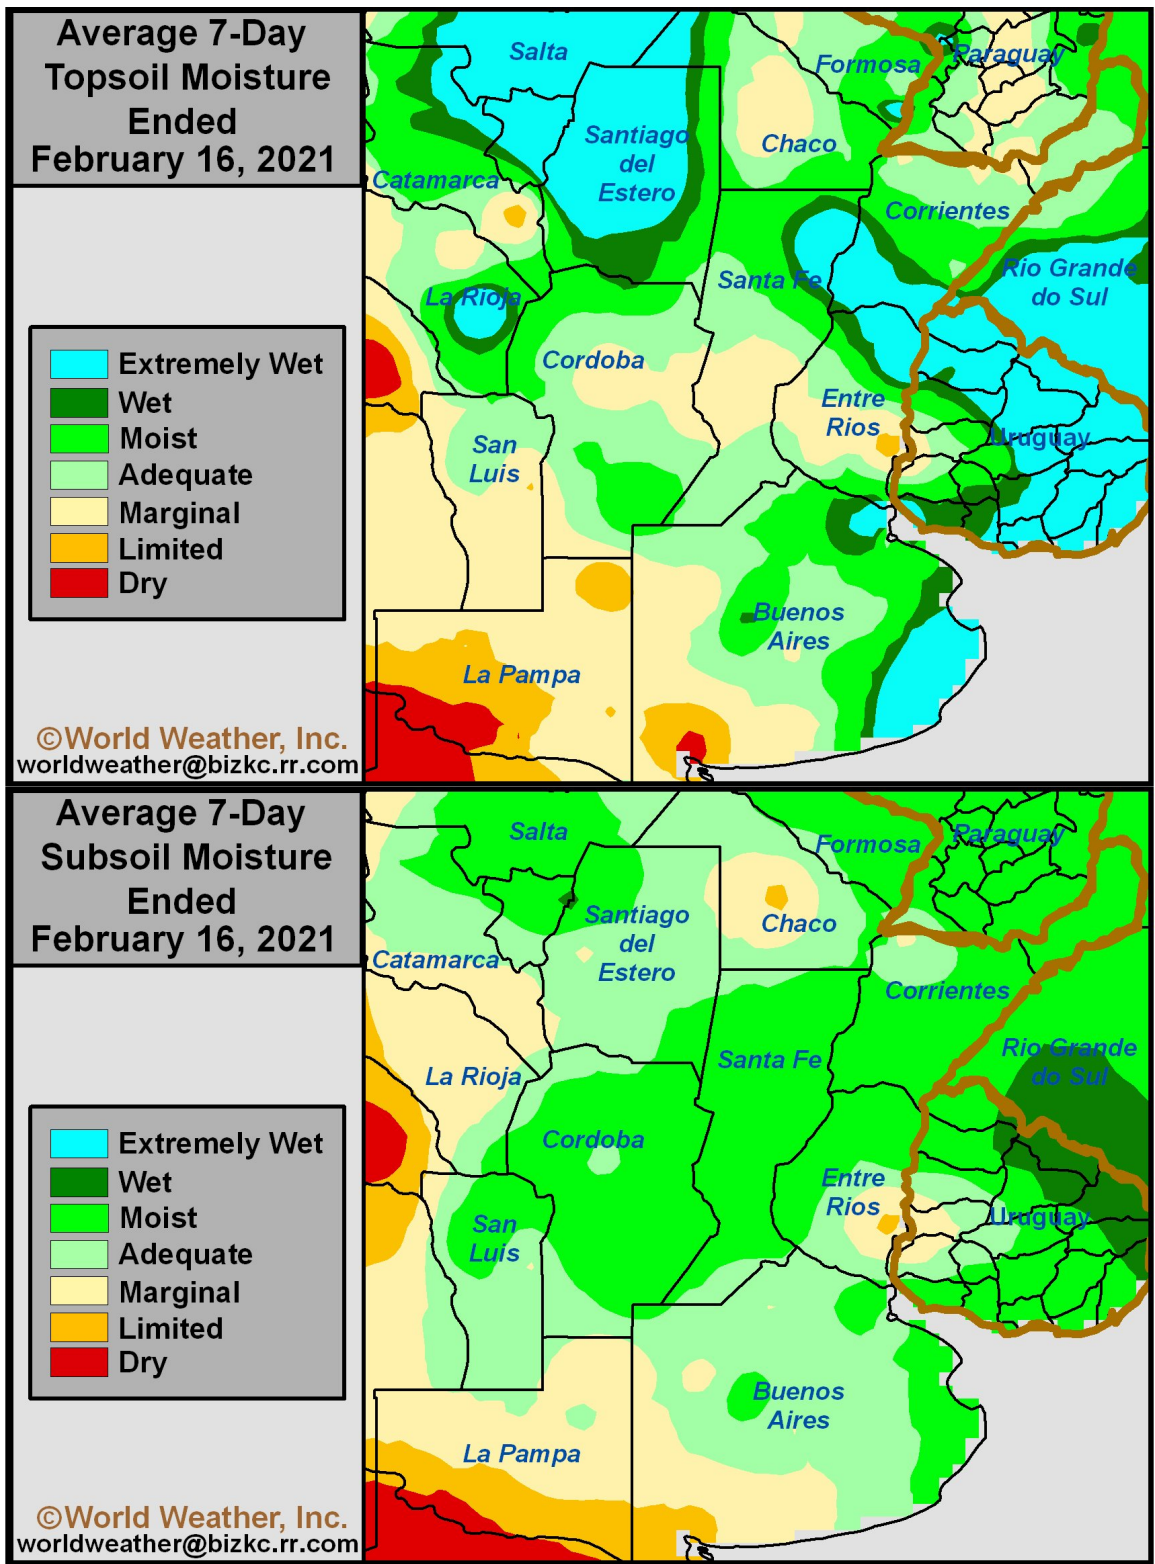 Average 7-Day
Topsoil Moisture
Ended
February 16, 2021
Extremely Wet
Wet
Moist
Adequate
Marginal
Limited
Dry
©World Weather, Inc.
worldweather@bizkc.rr.com
Salta
Formosa
Paraguay
Santiago
del
Estero
Chaco
Catamarca
Corrientes
La Rioja
Santa Fe
Rio Grande
do Sul
Cordoba
Entre
Rios
San
Luis
Uruguay
Buenos
Aires
La Pampa
Average 7-Day
Subsoil Moisture
Ended
February 16, 2021
Extremely Wet
Wet
Moist
Adequate
Marginal
Limited
Dry
©World Weather, Inc.
worldweather@bizkc.rr.com
Salta
Formosa
Paraguay
Santiago
del
Estero
Chaco
Catamarca
Corrientes
La Rioja
Santa Fe
Rio Grande
do Sul
Cordoba
Entre
Rios
San
Luis
Uruguay
Buenos
Aires
La Pampa